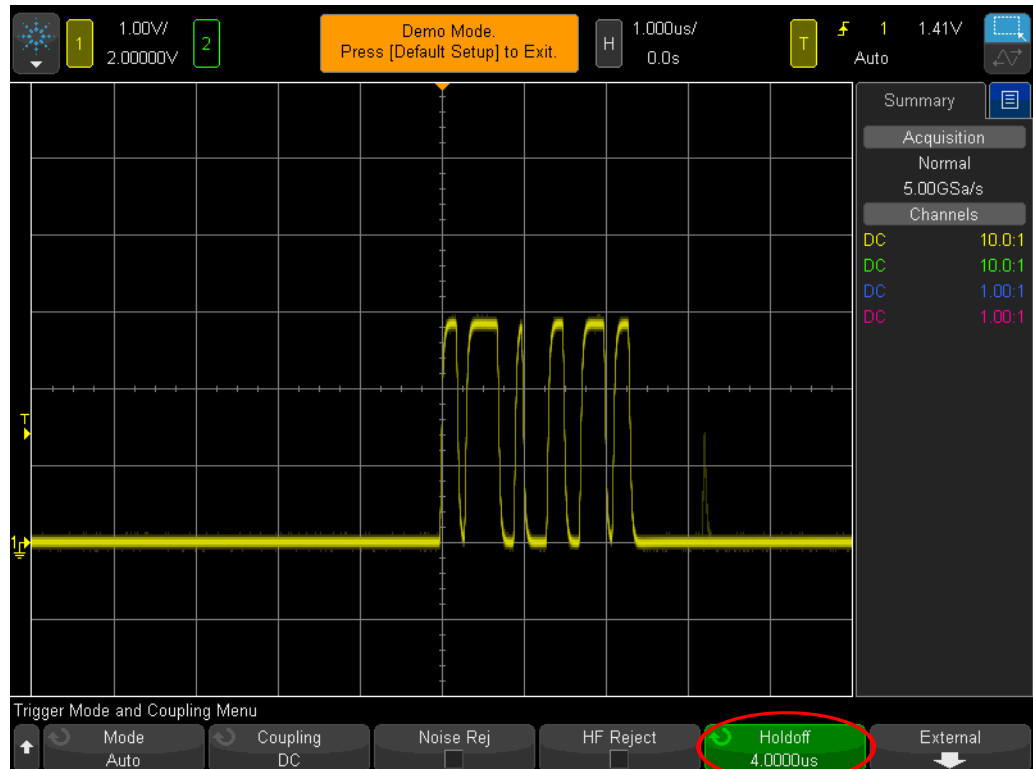 1 1.00V/ 2.00000V 2
Demo Mode.
Press [Default Setup] to Exit.
H 1.000us/ 0.0s
T 1 1.41V
Auto
Summary
Acquisition
Normal
5.00GSa/s
Channels
DC 10.0:1
DC 10.0:1
DC 1.00:1
DC 1.00:1
T
1
Trigger Mode and Coupling Menu
Mode Coupling Noise Rej HF Reject Holdoff External
Auto DC 4.0000us